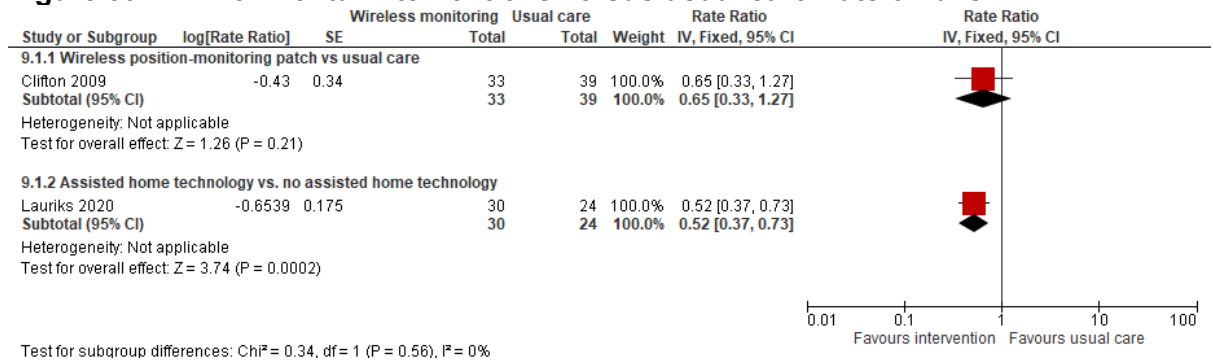 Wireless monitoring Usual care Rate Ratio Rate Ratio
Study or Subgroup log[Rate Ratio] SE Total Total Weight IV, Fixed, 95% CI IV, Fixed, 95% CI
9.1.1 Wireless position-monitoring patch vs usual care
Clifton 2009 -0.43 0.34 33 39 100.0% 0.65 [0.33, 1.27]
Subtotal (95% CI) 33 39 100.0% 0.65 [0.33, 1.27]
Heterogeneity: Not applicable
Test for overall effect: Z = 1.26 (P = 0.21)
9.1.2 Assisted home technology vs. no assisted home technology
Lauriks 2020 -0.6539 0.175 30 24 100.0% 0.52 [0.37, 0.73]
Subtotal (95% CI) 30 24 100.0% 0.52 [0.37, 0.73]
Heterogeneity: Not applicable
Test for overall effect: Z = 3.74 (P = 0.0002)
0.01 0.1 1 10 100
Favours intervention Favours usual care
Test for subgroup differences: Chi² = 0.34, df = 1 (P = 0.56), I² = 0%